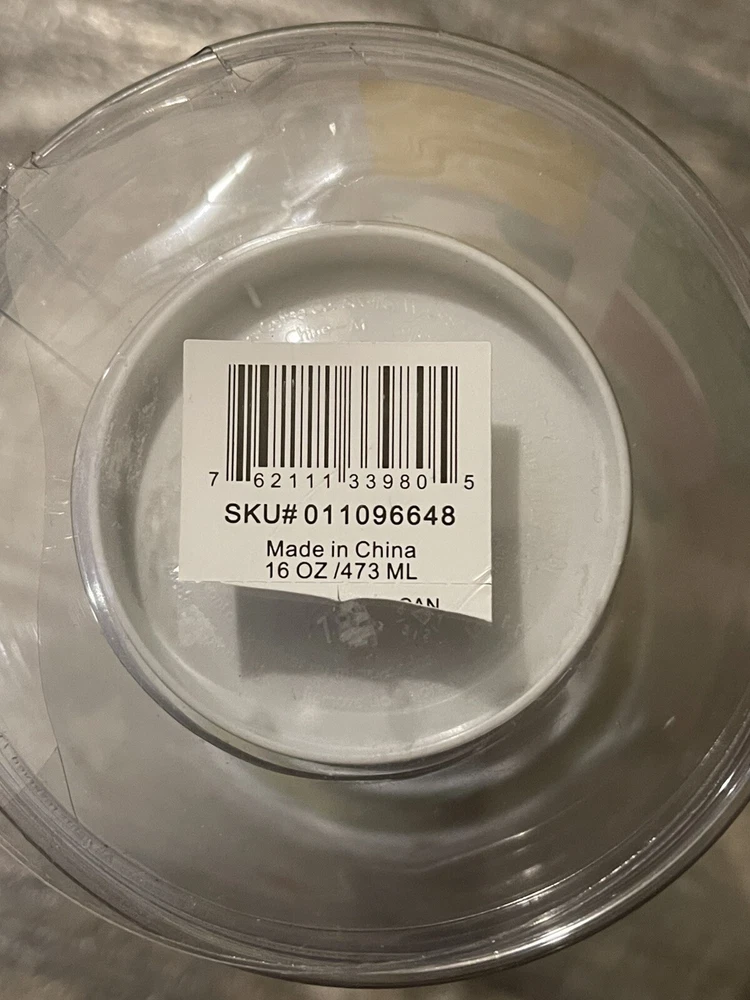 7 62111 33980 5
SKU# 011096648
Made in China
16 OZ /473 ML